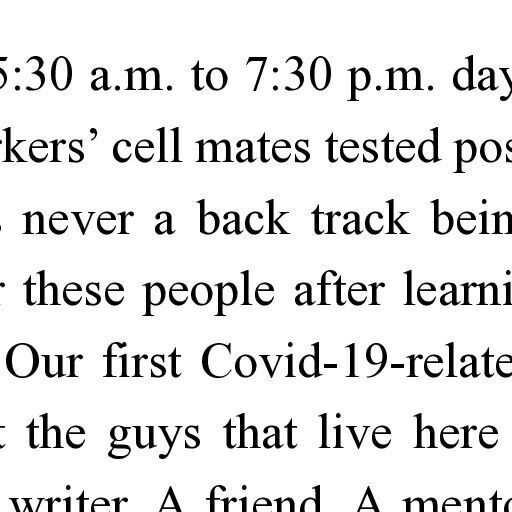 5:30 a.m. to 7:30 p.m. day
kers’ cell mates tested pos
never a back track bein
these people after learni
Our first Covid-19-relate
the guys that live here
writer. A friend. A mento